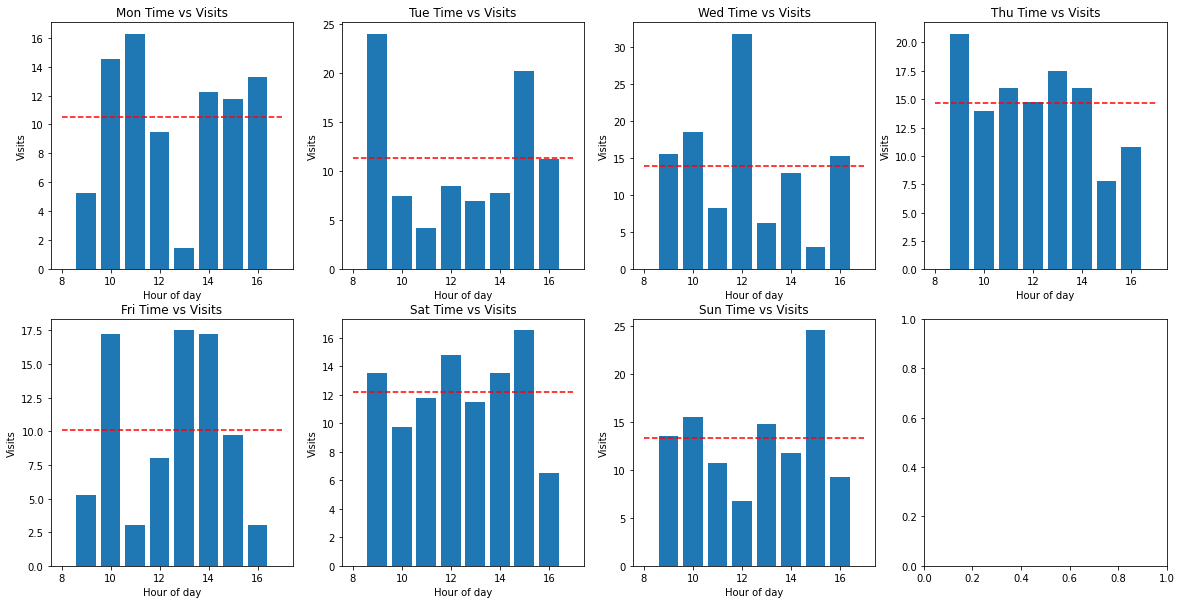 Mon Time vs Visits
Visits
16
14
12
10
8
6
4
2
0
8 10 12 14 16
Hour of day
Tue Time vs Visits
Visits
25
20
15
10
5
0
8 10 12 14 16
Hour of day
Wed Time vs Visits
Visits
30
25
20
15
10
5
0
8 10 12 14 16
Hour of day
Thu Time vs Visits
Visits
20.0
17.5
15.0
12.5
10.0
7.5
5.0
2.5
0.0
8 10 12 14 16
Hour of day
Fri Time vs Visits
Visits
17.5
15.0
12.5
10.0
7.5
5.0
2.5
0.0
8 10 12 14 16
Hour of day
Sat Time vs Visits
Visits
16
14
12
10
8
6
4
2
0
8 10 12 14 16
Hour of day
Sun Time vs Visits
Visits
25
20
15
10
5
0
8 10 12 14 16
Hour of day
1.0
0.8
0.6
0.4
0.2
0.0
0.0 0.2 0.4 0.6 0.8 1.0